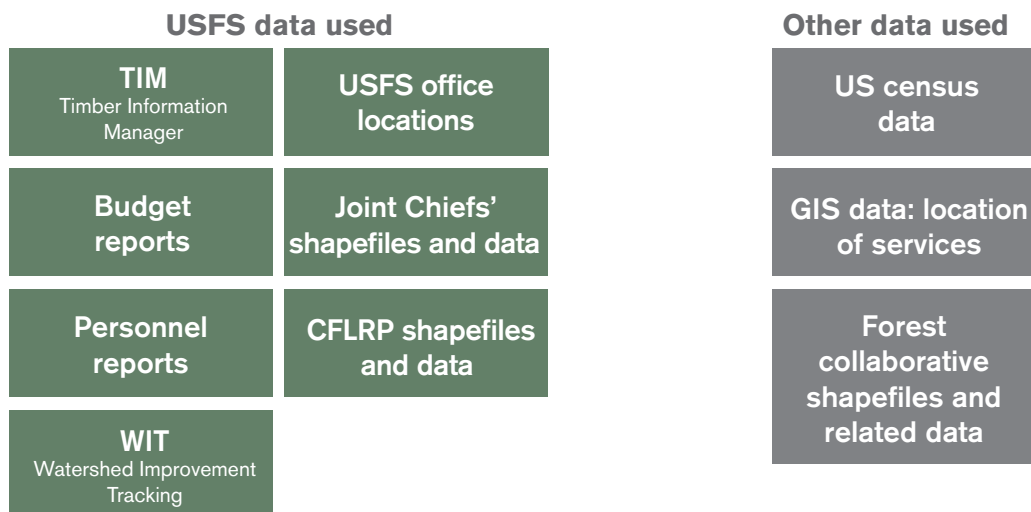 USFS data used
TIM
Timber Information
Manager
USFS office
locations
Budget
reports
Joint Chiefs’
shapefiles and data
Personnel
reports
CFLRP shapefiles
and data
WIT
Watershed Improvement
Tracking
Other data used
US census
data
GIS data: location
of services
Forest
collaborative
shapefiles and
related data